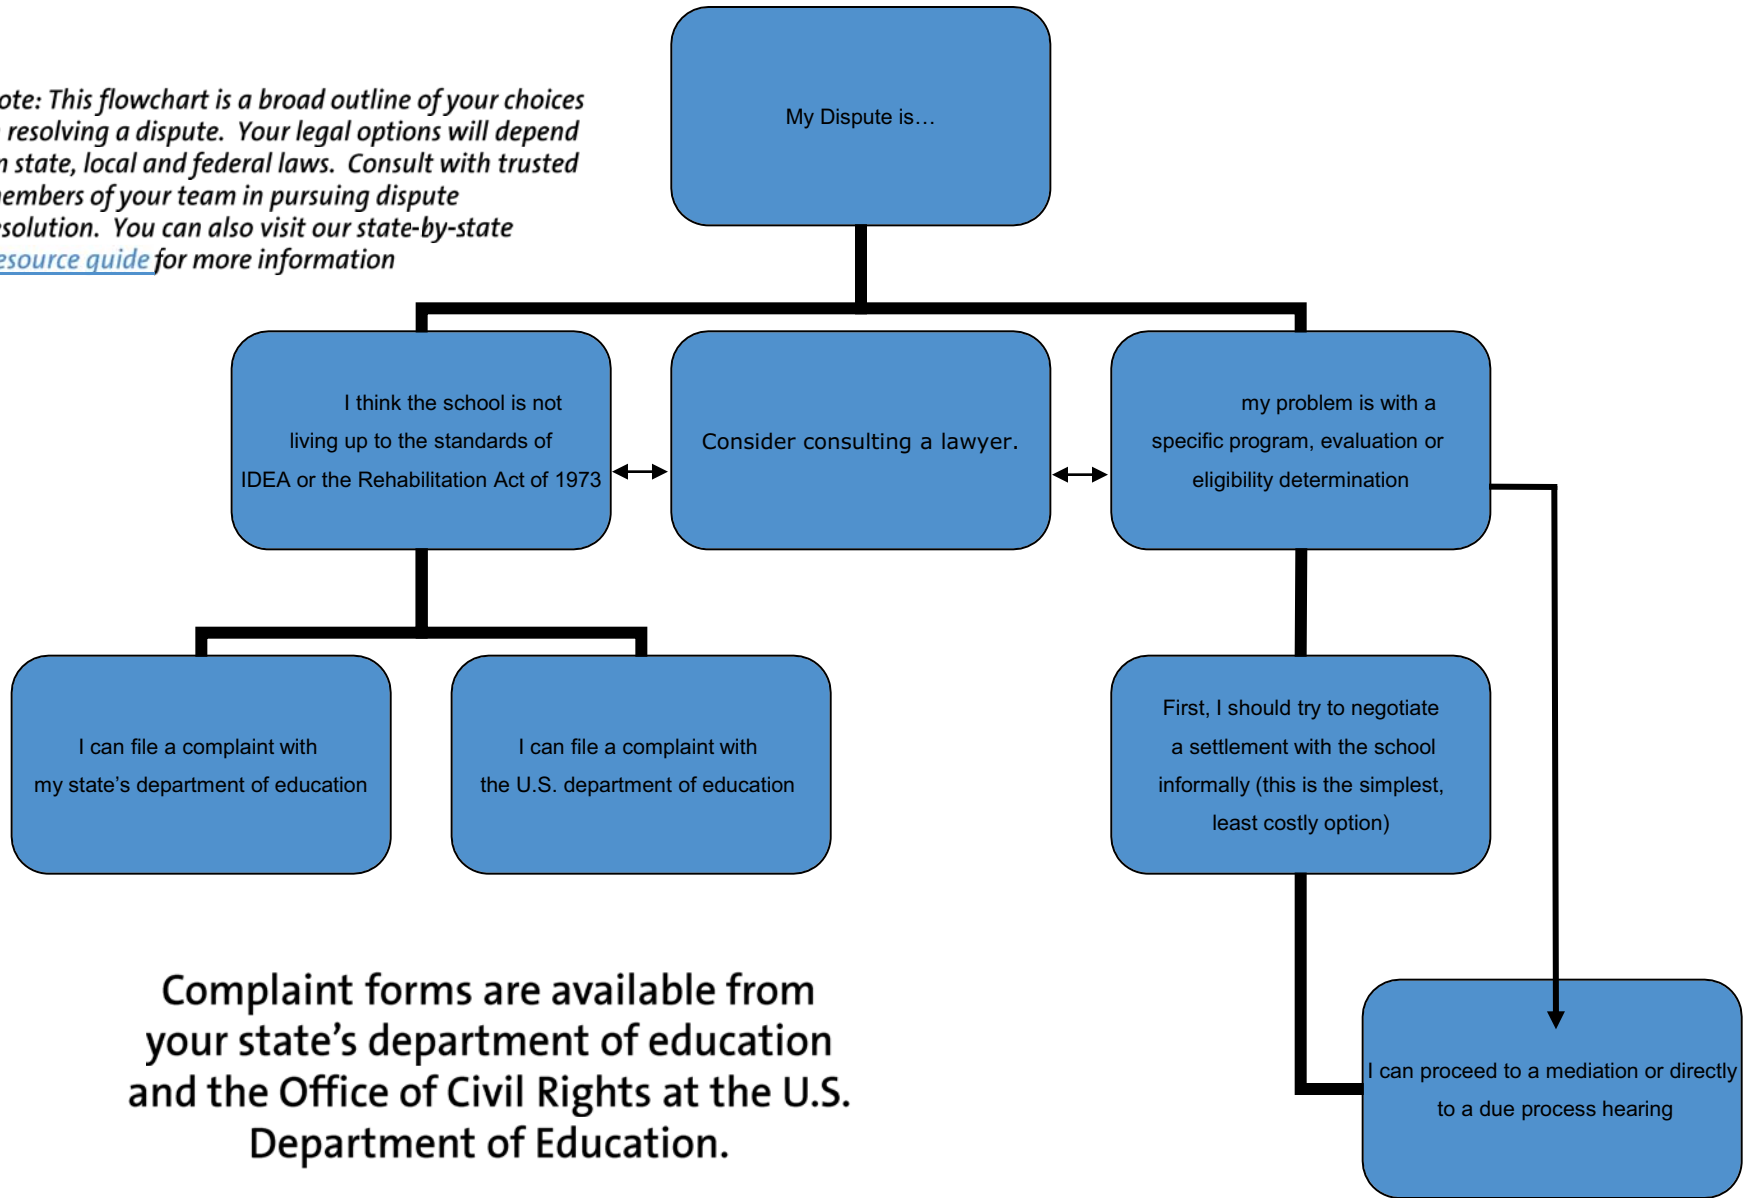 My Dispute is…
ote: This flowchart is a broad outline of your choices
resolving a dispute. Your legal options will depend
n state, local and federal laws. Consult with trusted
embers of your team in pursuing dispute
esolution. You can also visit our state-by-state
esource guide for more information
I think the school is not
living up to the standards of
IDEA or the Rehabilitation Act of 1973
Consider consulting a lawyer.
my problem is with a
specific program, evaluation or
eligibility determination
I can file a complaint with
my state’s department of education
I can file a complaint with
the U.S. department of education
First, I should try to negotiate
a settlement with the school
informally (this is the simplest,
least costly option)
Complaint forms are available from
your state’s department of education
and the Office of Civil Rights at the U.S.
Department of Education.
I can proceed to a mediation or directly
to a due process hearing